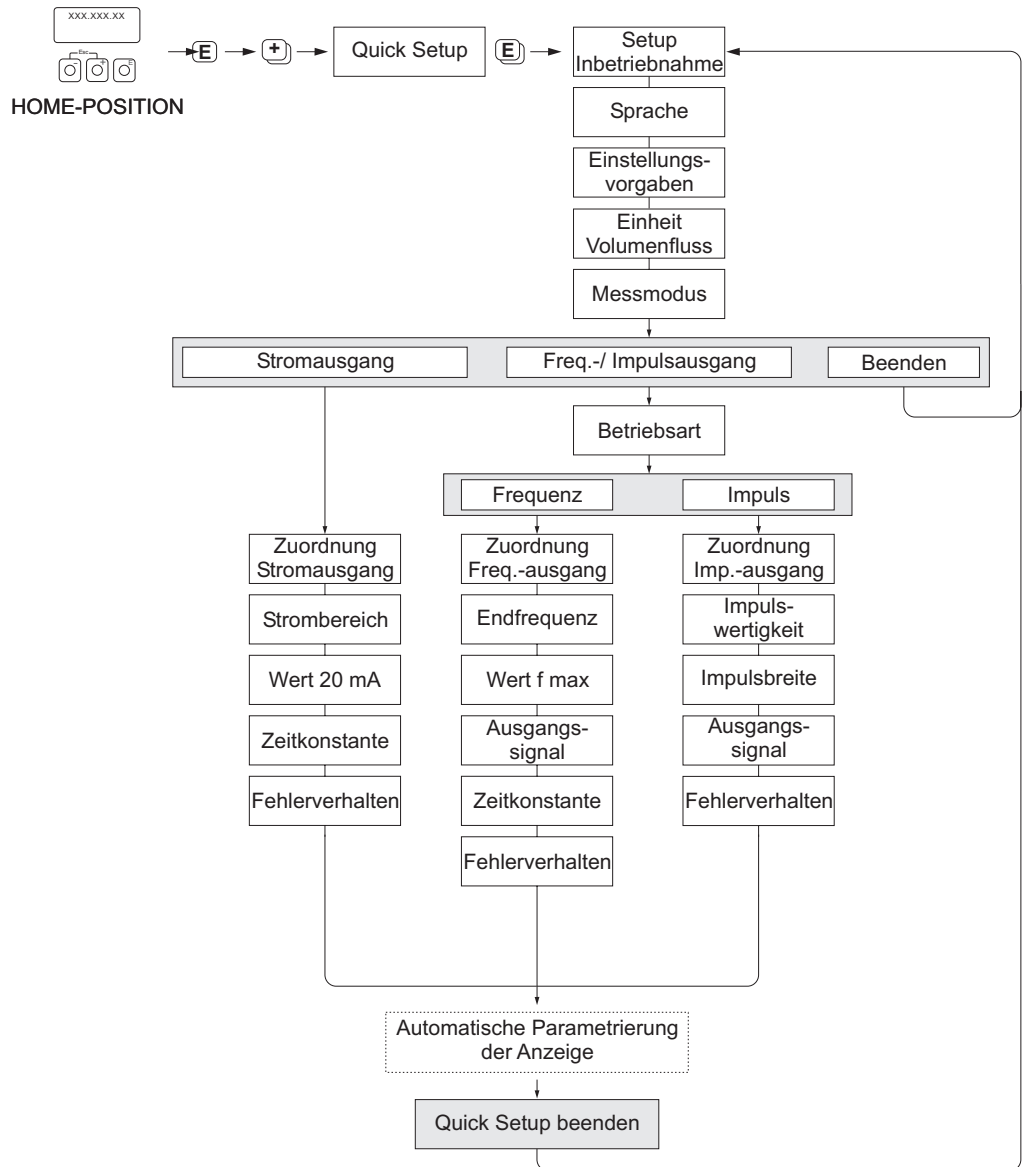 xxx.xxx.xx
Esc
- + E
HOME-POSITION
E
+
Quick Setup
E
Setup
Inbetriebnahme
Sprache
Einstellungs-
vorgaben
Einheit
Volumenfluss
Messmodus
Stromausgang
Freq.-/ Impulsausgang
Beenden
Betriebsart
Frequenz
Impuls
Zuordnung
Stromausgang
Strombereich
Wert 20 mA
Zeitkonstante
Fehlerverhalten
Zuordnung
Freq.-ausgang
Endfrequenz
Wert f max
Ausgangs-
signal
Zeitkonstante
Fehlerverhalten
Zuordnung
Imp.-ausgang
Impuls-
wertigkeit
Impulsbreite
Ausgangs-
signal
Fehlerverhalten
Automatische Parametrierung
der Anzeige
Quick Setup beenden